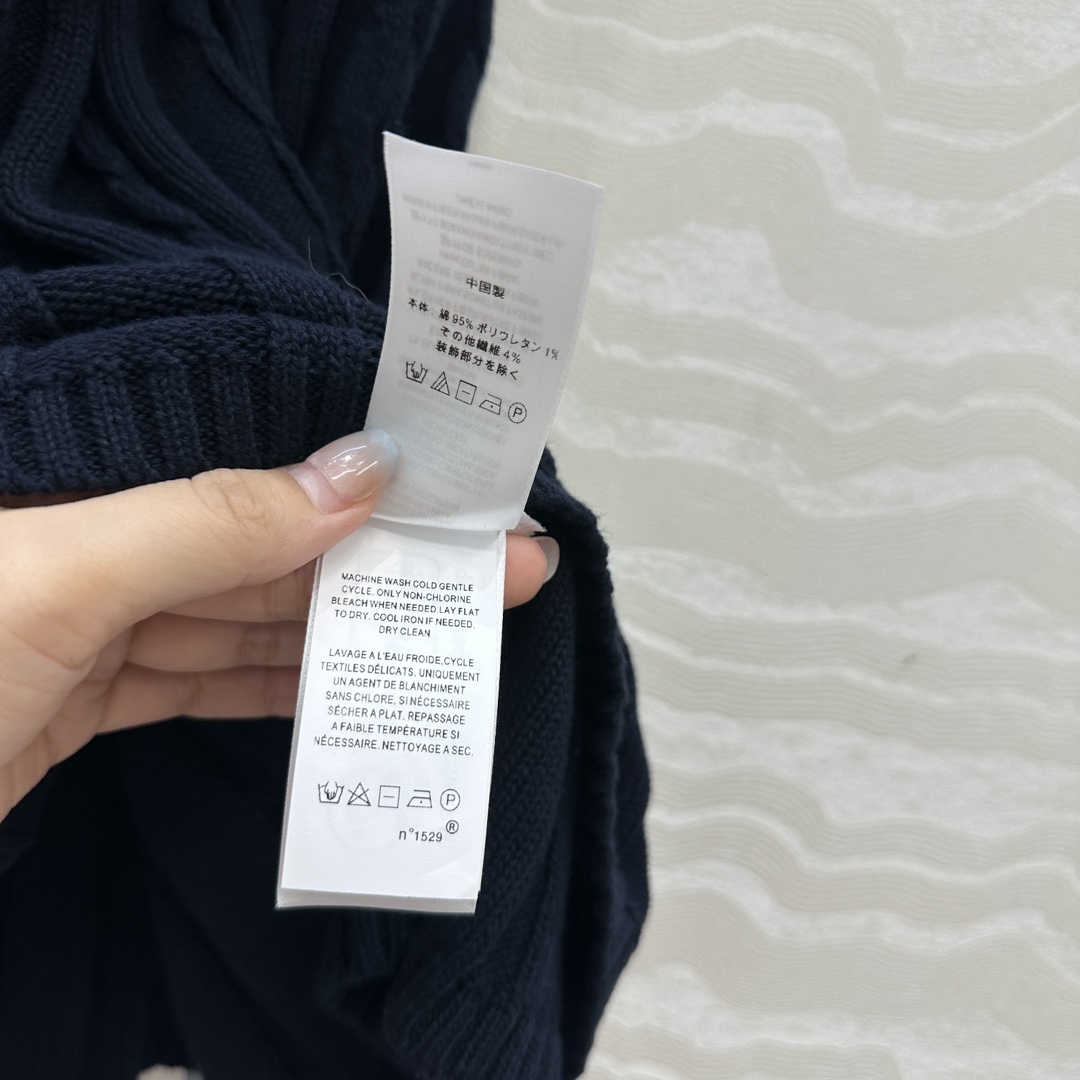 中国製
本体：綿 95% ポリウレタン 1%
その他繊維 4%
装飾部分を除く
P
MACHINE WASH COLD GENTLE
CYCLE. ONLY NON-CHLORINE
BLEACH WHEN NEEDED LAY FLAT
TO DRY. COOL IRON IF NEEDED.
DRY CLEAN
LAVAGE A L'EAU FROIDE,CYCLE
TEXTILES DÉLICATS. UNIQUEMENT
UN AGENT DE BLANCHIMENT
SANS CHLORE, SI NÉCESSAIRE
SÉCHER A PLAT. REPASSAGE
A FAIBLE TEMPÉRATURE SI
NÉCESSAIRE. NETTOYAGE A SEC.
P
n°1529®